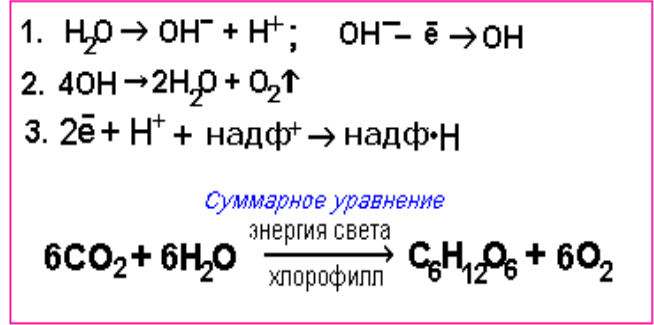 1. H₂O → OH⁻ + H⁺; OH⁻ – ē → OH
2. 4OH → 2H₂O + O₂↑
3. 2ē + H⁺ + надф⁺ → надф•H
Суммарное уравнение
энергия света
6CO₂ + 6H₂O → C₆H₁₂O₆ + 6O₂
хлорофилл